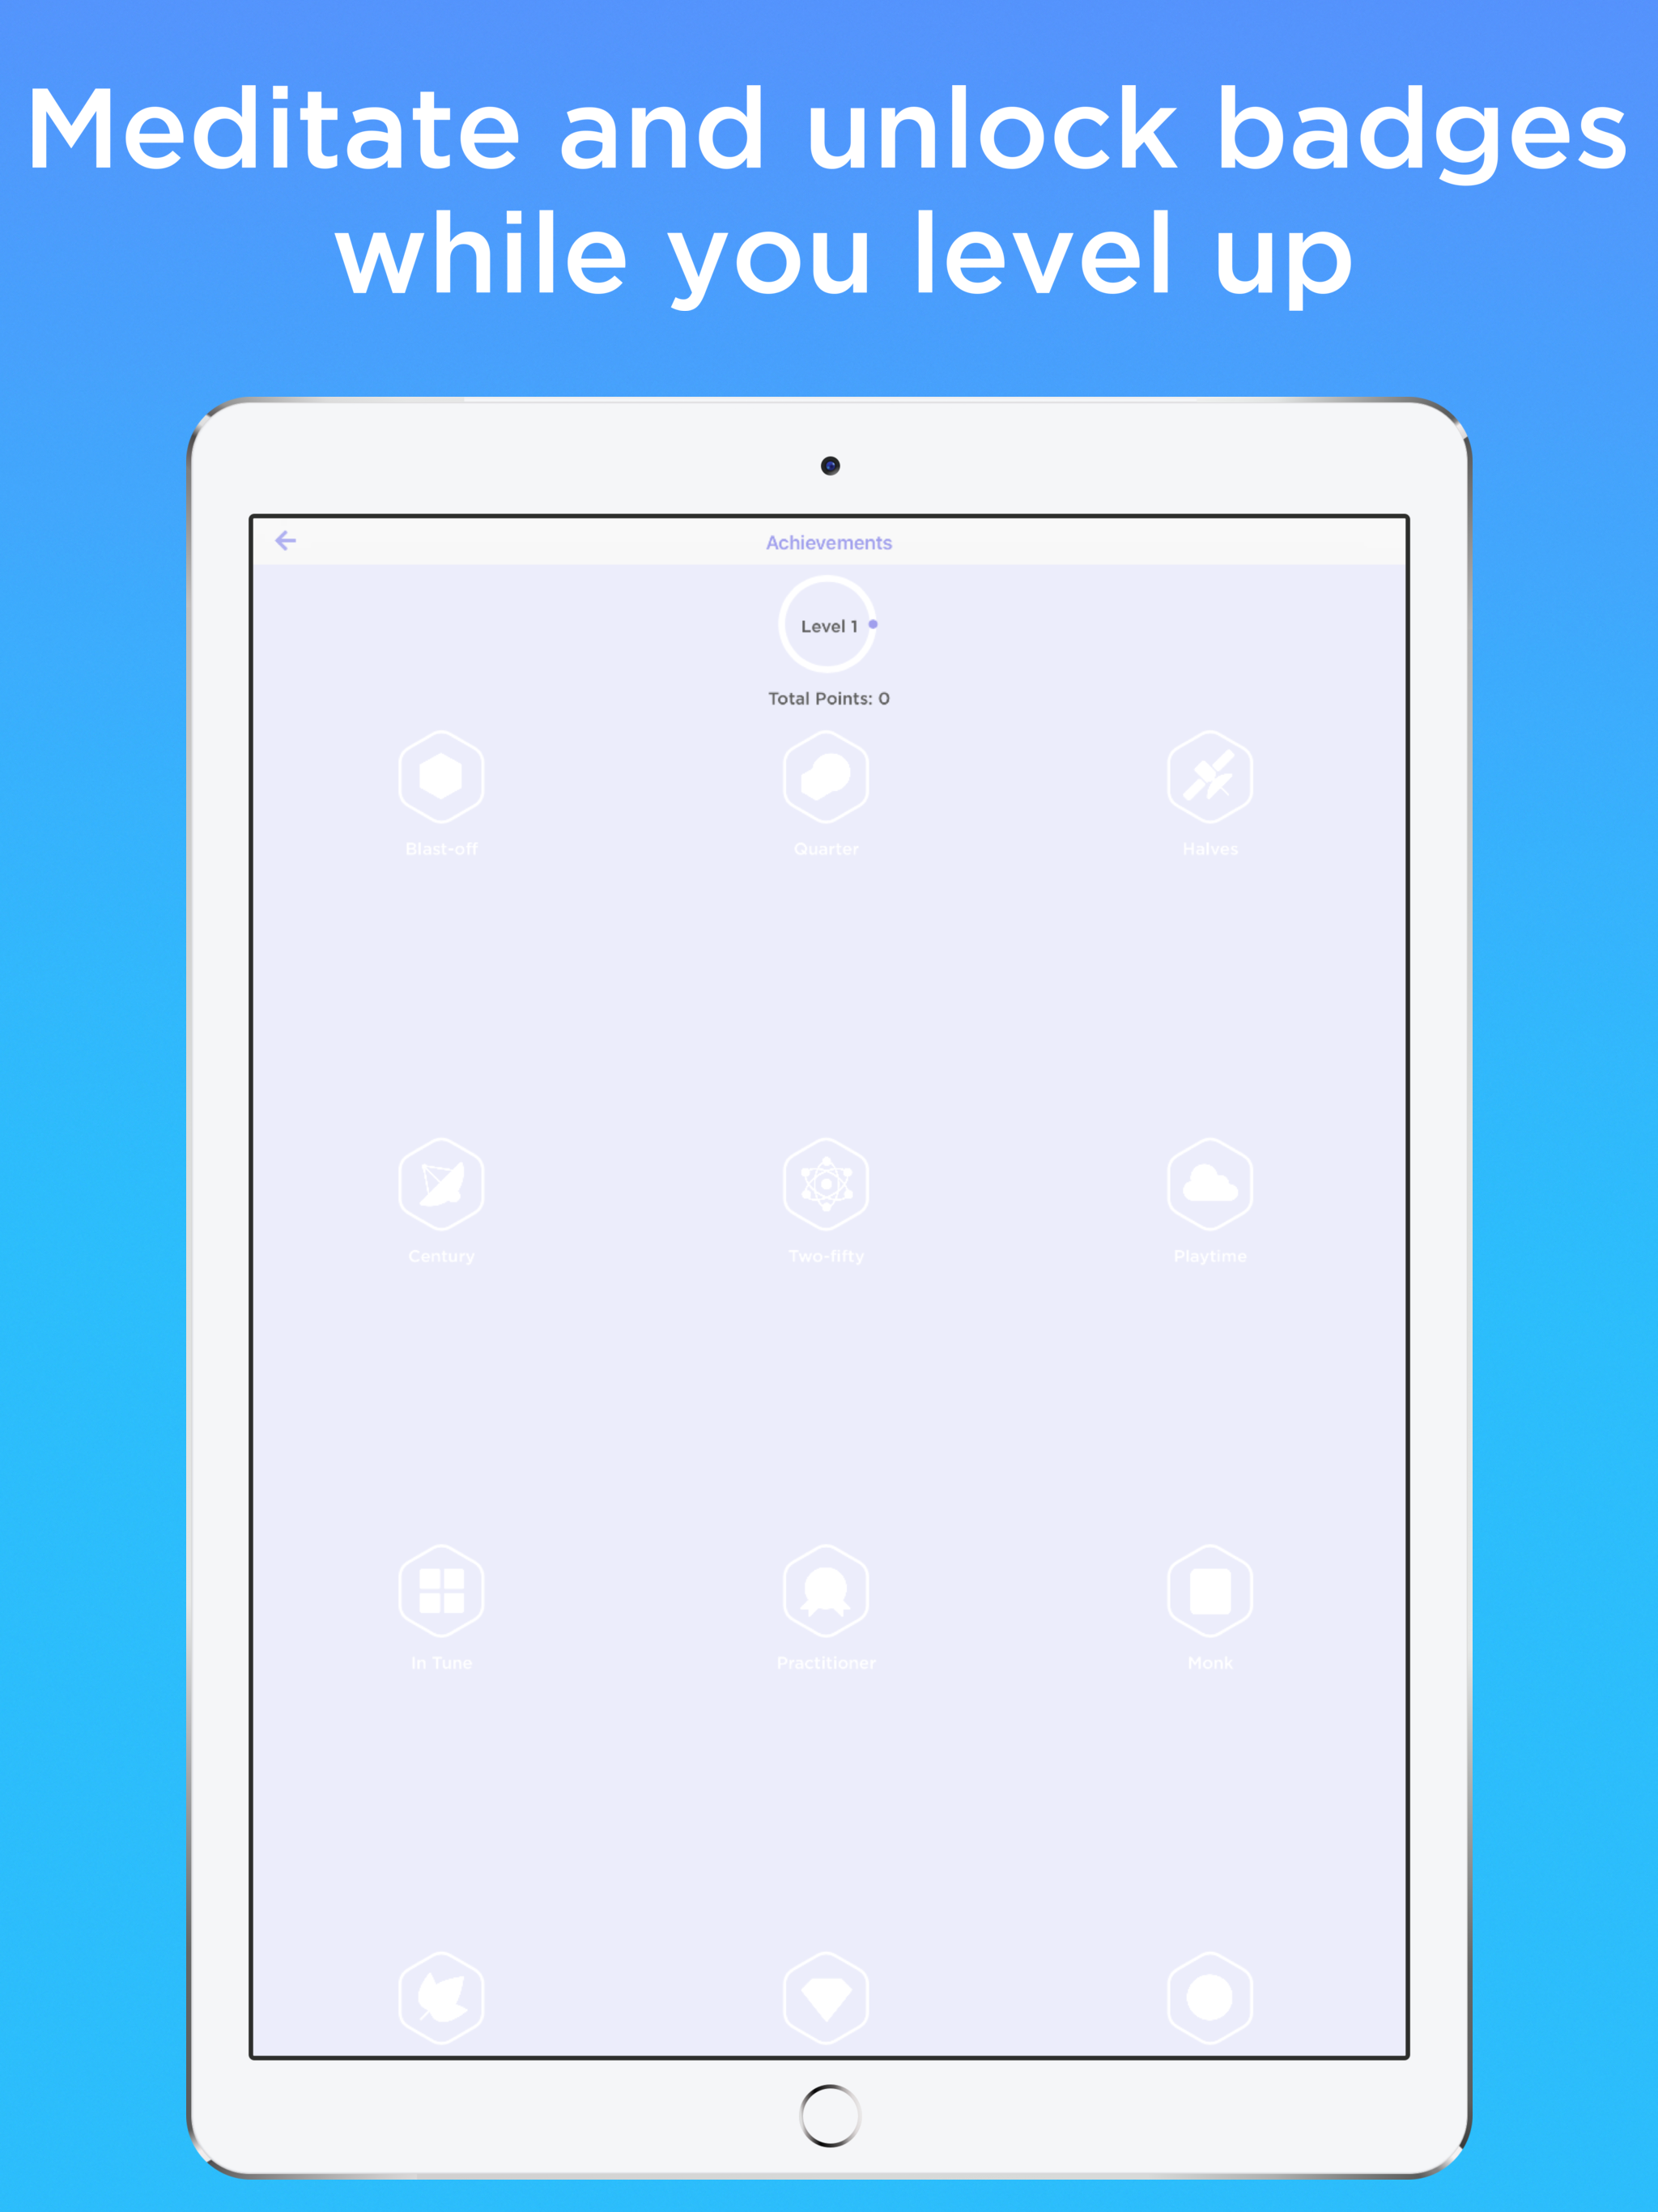 Meditate and unlock badges
while you level up
Achievements
Level 1
Total Points: 0
Blast-off
Quarter
Halves
Century
Two-fifty
Playtime
In Tune
Practitioner
Monk